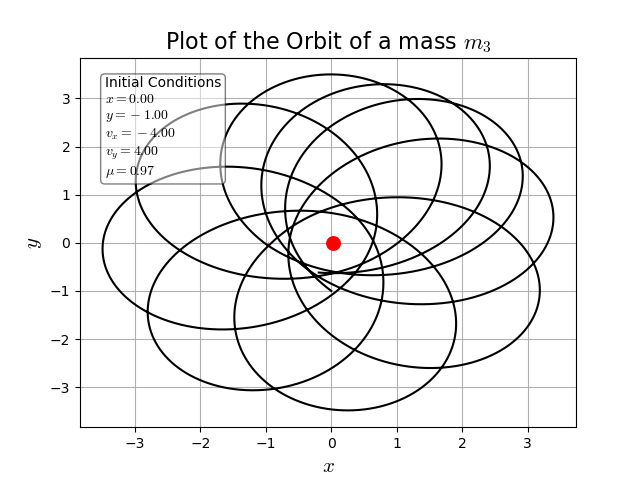 Plot of the Orbit of a mass m₃
Initial Conditions
x = 0.00
y = −1.00
vₓ = −4.00
v_y = 4.00
μ = 0.97
y
3
2
1
0
−1
−2
−3
−3 −2 −1 0 1 2 3
x